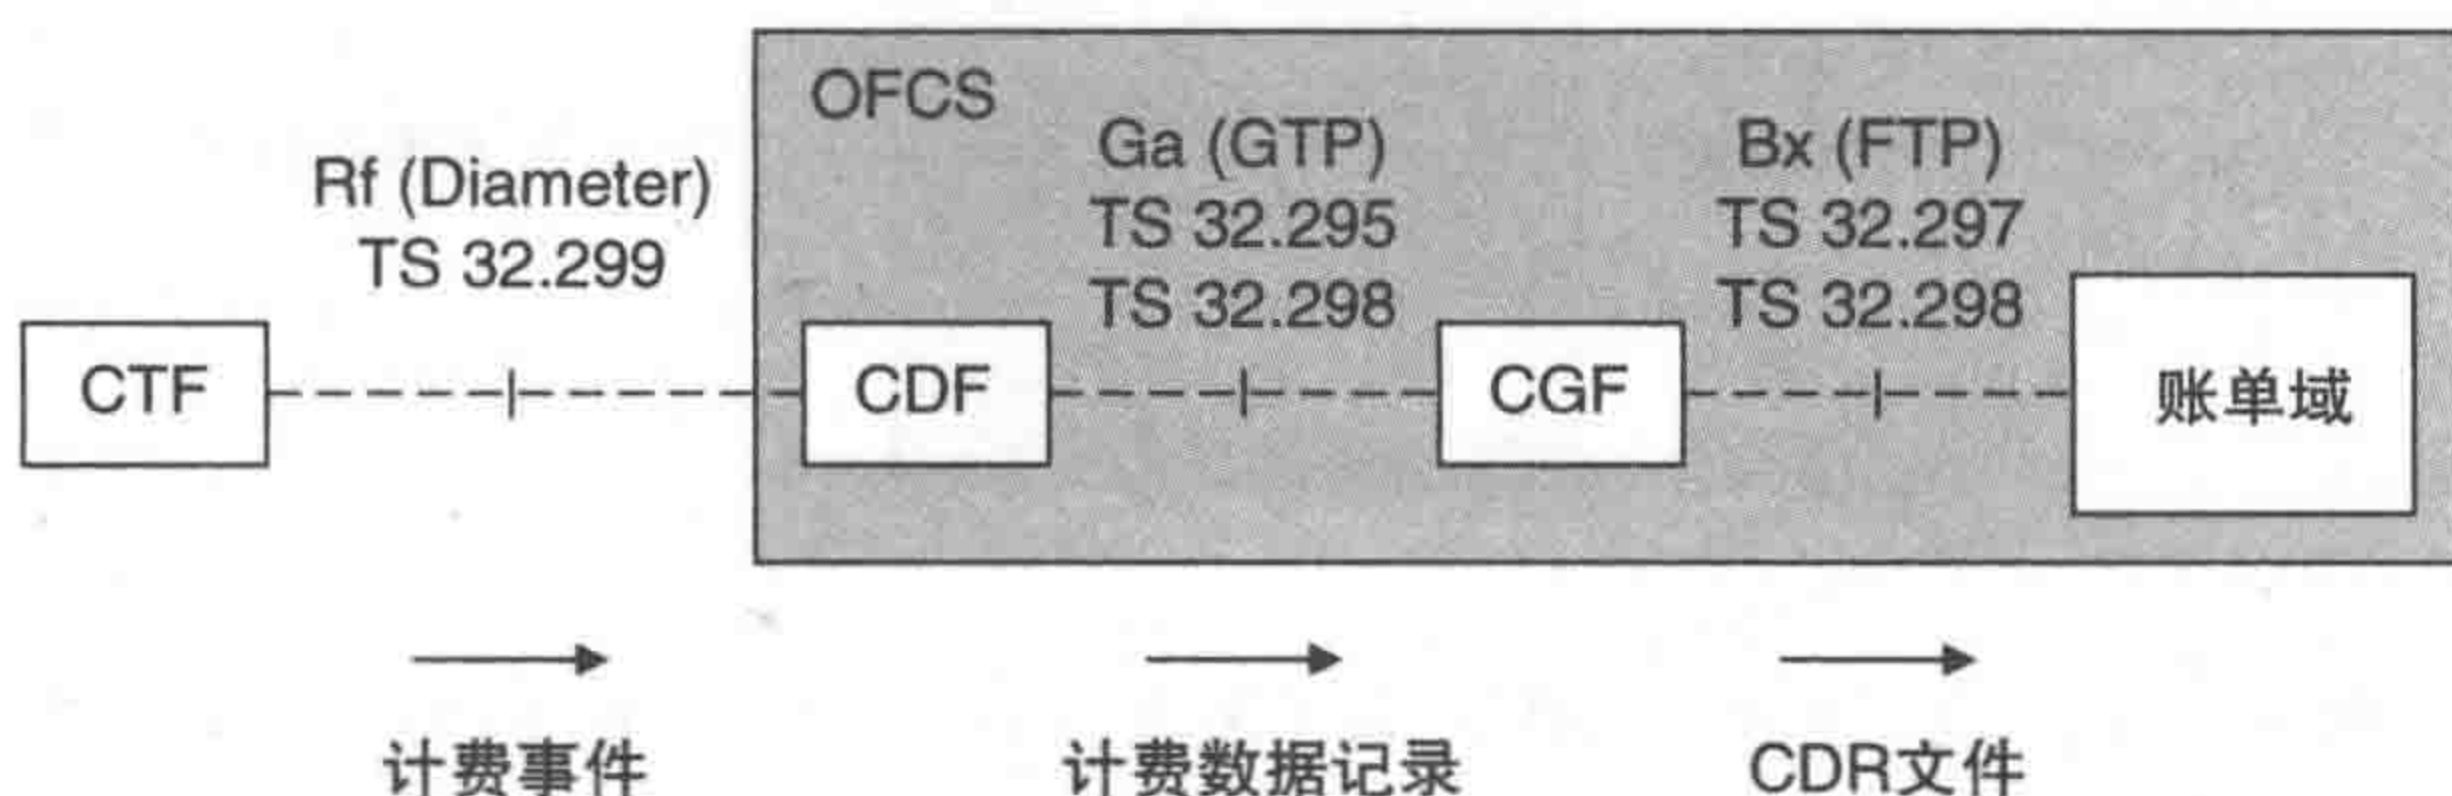 OFCS
Rf (Diameter)
TS 32.299
Ga (GTP)
TS 32.295
TS 32.298
Bx (FTP)
TS 32.297
TS 32.298
CTF
CDF
CGF
账单域
计费事件
计费数据记录
CDR文件